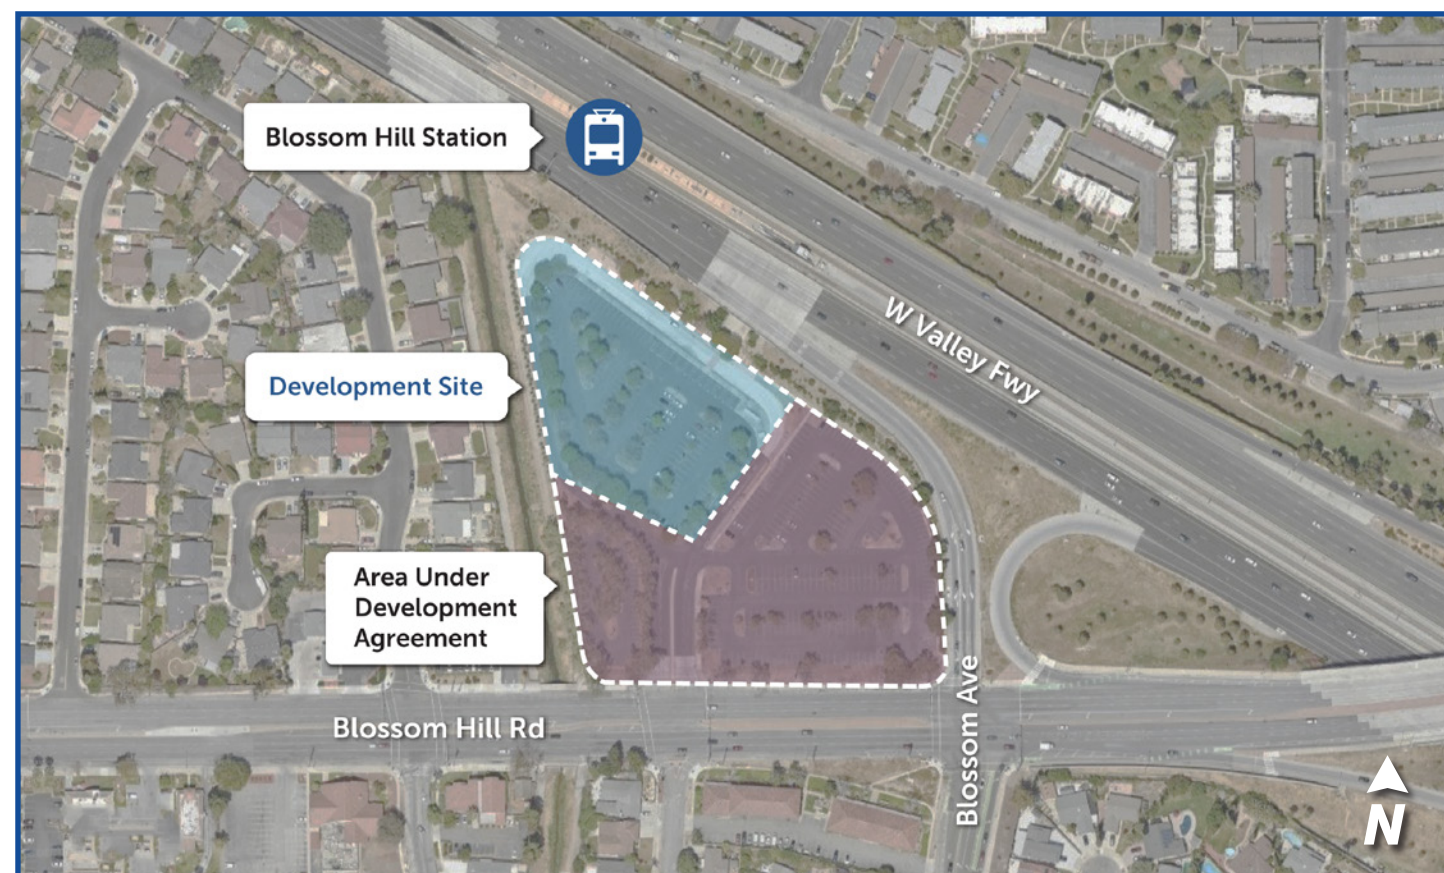 Blossom Hill Station
W Valley Fwy
Development Site
Area Under
Development
Agreement
Blossom Hill Rd
Blossom Ave
N